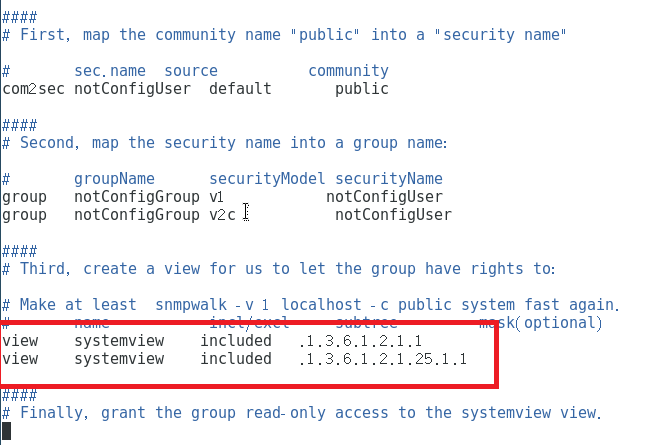 ####
# First, map the community name "public" into a "security name"
#       sec.name  source          community
com2sec notConfigUser  default       public
####
# Second, map the security name into a group name:
#       groupName      securityModel securityName
group   notConfigGroup v1           notConfigUser
group   notConfigGroup v2c           notConfigUser
####
# Third, create a view for us to let the group have rights to:
# Make at least  snmpwalk -v 1 localhost -c public system fast again.
#       name           incl/excl     subtree         mask(optional)
view    systemview    included   .1.3.6.1.2.1.1
view    systemview    included   .1.3.6.1.2.1.25.1.1
####
# Finally, grant the group read-only access to the systemview view.